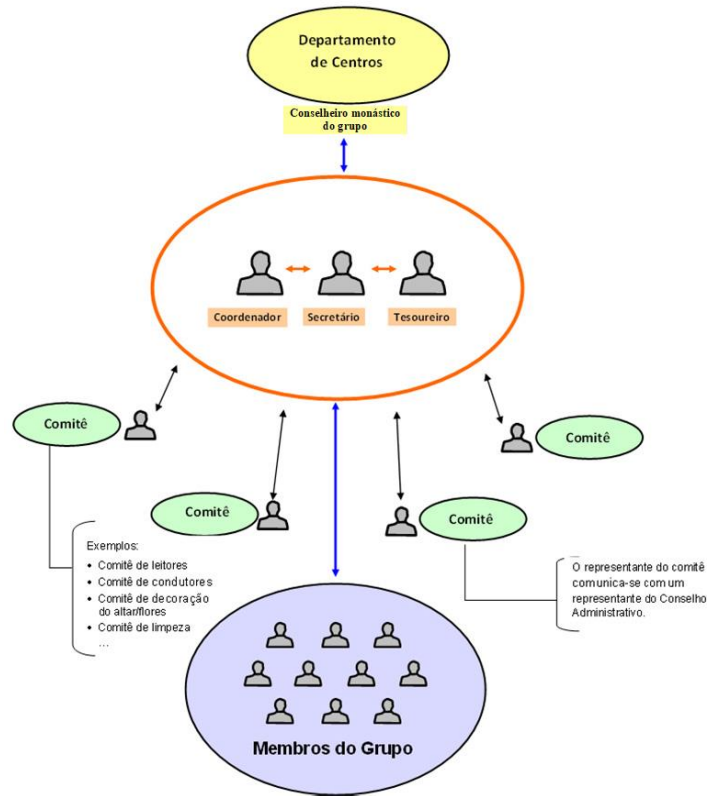 Departamento
de Centros
Conselheiro monástico
do grupo
Coordenador
Secretário
Tesoureiro
Comitê
Comitê
Comitê
Comitê
Exemplos:
• Comitê de leitores
• Comitê de condutores
• Comitê de decoração
do altar/flores
• Comitê de limpeza
...
O representante do comitê
comunica-se com um
representante do Conselho
Administrativo.
Membros do Grupo